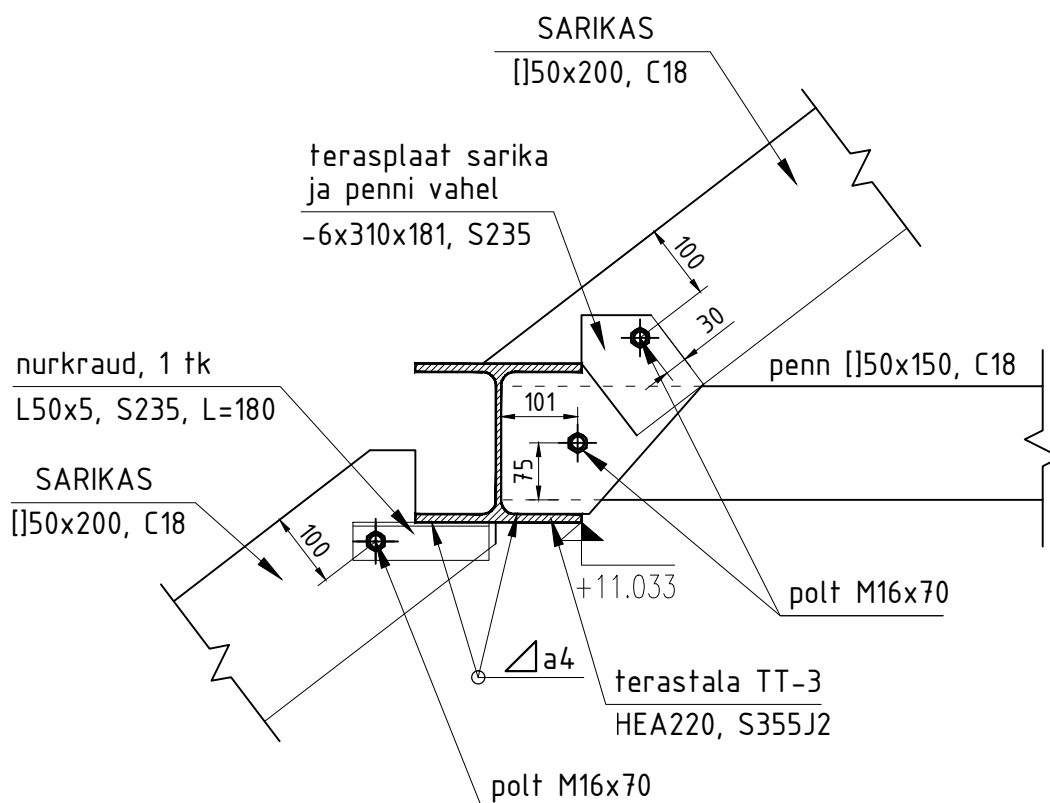 SARIKAS
[]50x200, C18
terasplaat sarika
ja penni vahel
-6x310x181, S235
100
30
nurkraud, 1 tk
L50x5, S235, L=180
penn []50x150, C18
101
75
SARIKAS
[]50x200, C18
100
+11.033
polt M16x70
a4
terastala TT-3
HEA220, S355J2
polt M16x70